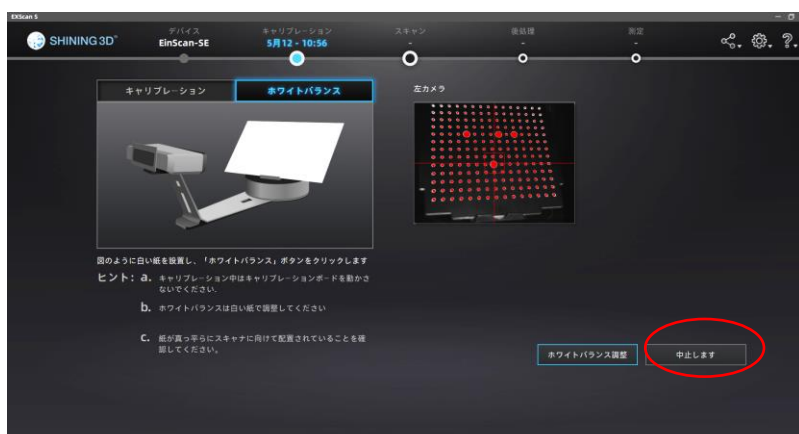 EXScan S
SHINING 3D
デバイス
EinScan-SE
キャリブレーション
5月12 - 10:56
スキャン
-
後処理
-
測定
-
キャリブレーション
ホワイトバランス
左カメラ
図のように白い紙を設置し、「ホワイトバランス」ボタンをクリックします
ヒント: a. キャリブレーション中はキャリブレーションボードを動かさ
ないでください.
b. ホワイトバランスは白い紙で調整してください
c. 紙が真っ平らにスキャナに向けて配置されていることを確
認してください。
ホワイトバランス調整
中止します